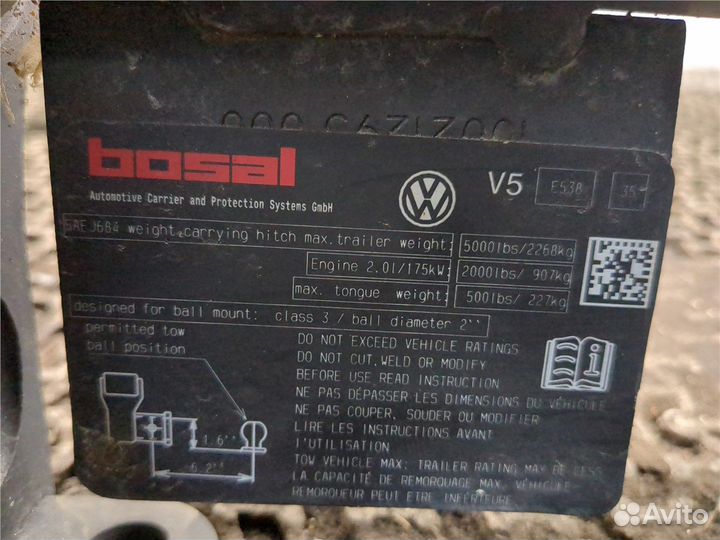 bosal
Automotive Carrier and Protection Systems GmbH
V5 E538 35
SAE J684 weight carrying hitch max. trailer weight: 5000lbs/2268kg
Engine 2.0l/175kW: 2000lbs/ 907kg
max. tongue weight: 500lbs/ 227kg
designed for ball mount: class 3 / ball diameter 2''
permitted tow
ball position
1.6''
6.2''
DO NOT EXCEED VEHICLE RATINGS
DO NOT CUT, WELD OR MODIFY
BEFORE USE READ INSTRUCTION
NE PAS DÉPASSER LES DIMENSIONS DU VÉHICULE
NE PAS COUPER, SOUDER OU MODIFIER
LIRE LES INSTRUCTIONS AVANT
l'UTILISATION
TOW VEHICLE MAX: TRAILER RATING MAY BE LESS
LA CAPACITÉ DE REMORQUAGE MAX. VÉHICULE
REMORQUEUR PEUT ETRE INFÉRIEURE
Avito